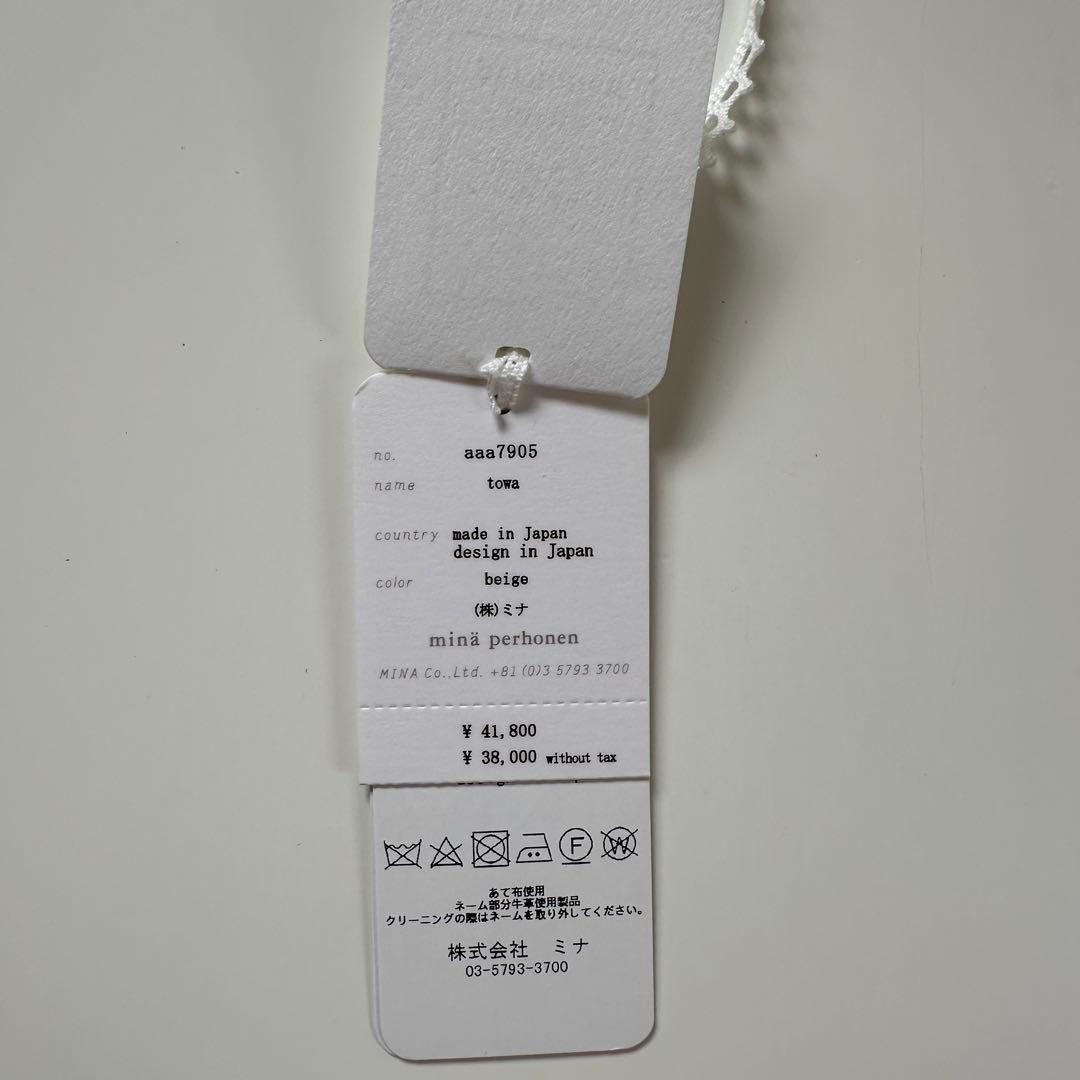 no. aaa7905
name towa
country made in Japan
design in Japan
color beige
(株)ミナ
minä perhonen
MINA Co.,Ltd. +81(0)3 5793 3700
¥ 41,800
¥ 38,000 without tax
F W
あて布使用
ネーム部分牛革使用製品
クリーニングの際はネームを取り外してください。
株式会社 ミナ
03-5793-3700